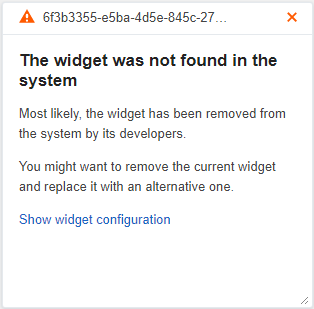 6f3b3355-e5ba-4d5e-845c-27...
The widget was not found in the
system
Most likely, the widget has been removed from
the system by its developers.
You might want to remove the current widget
and replace it with an alternative one.
Show widget configuration